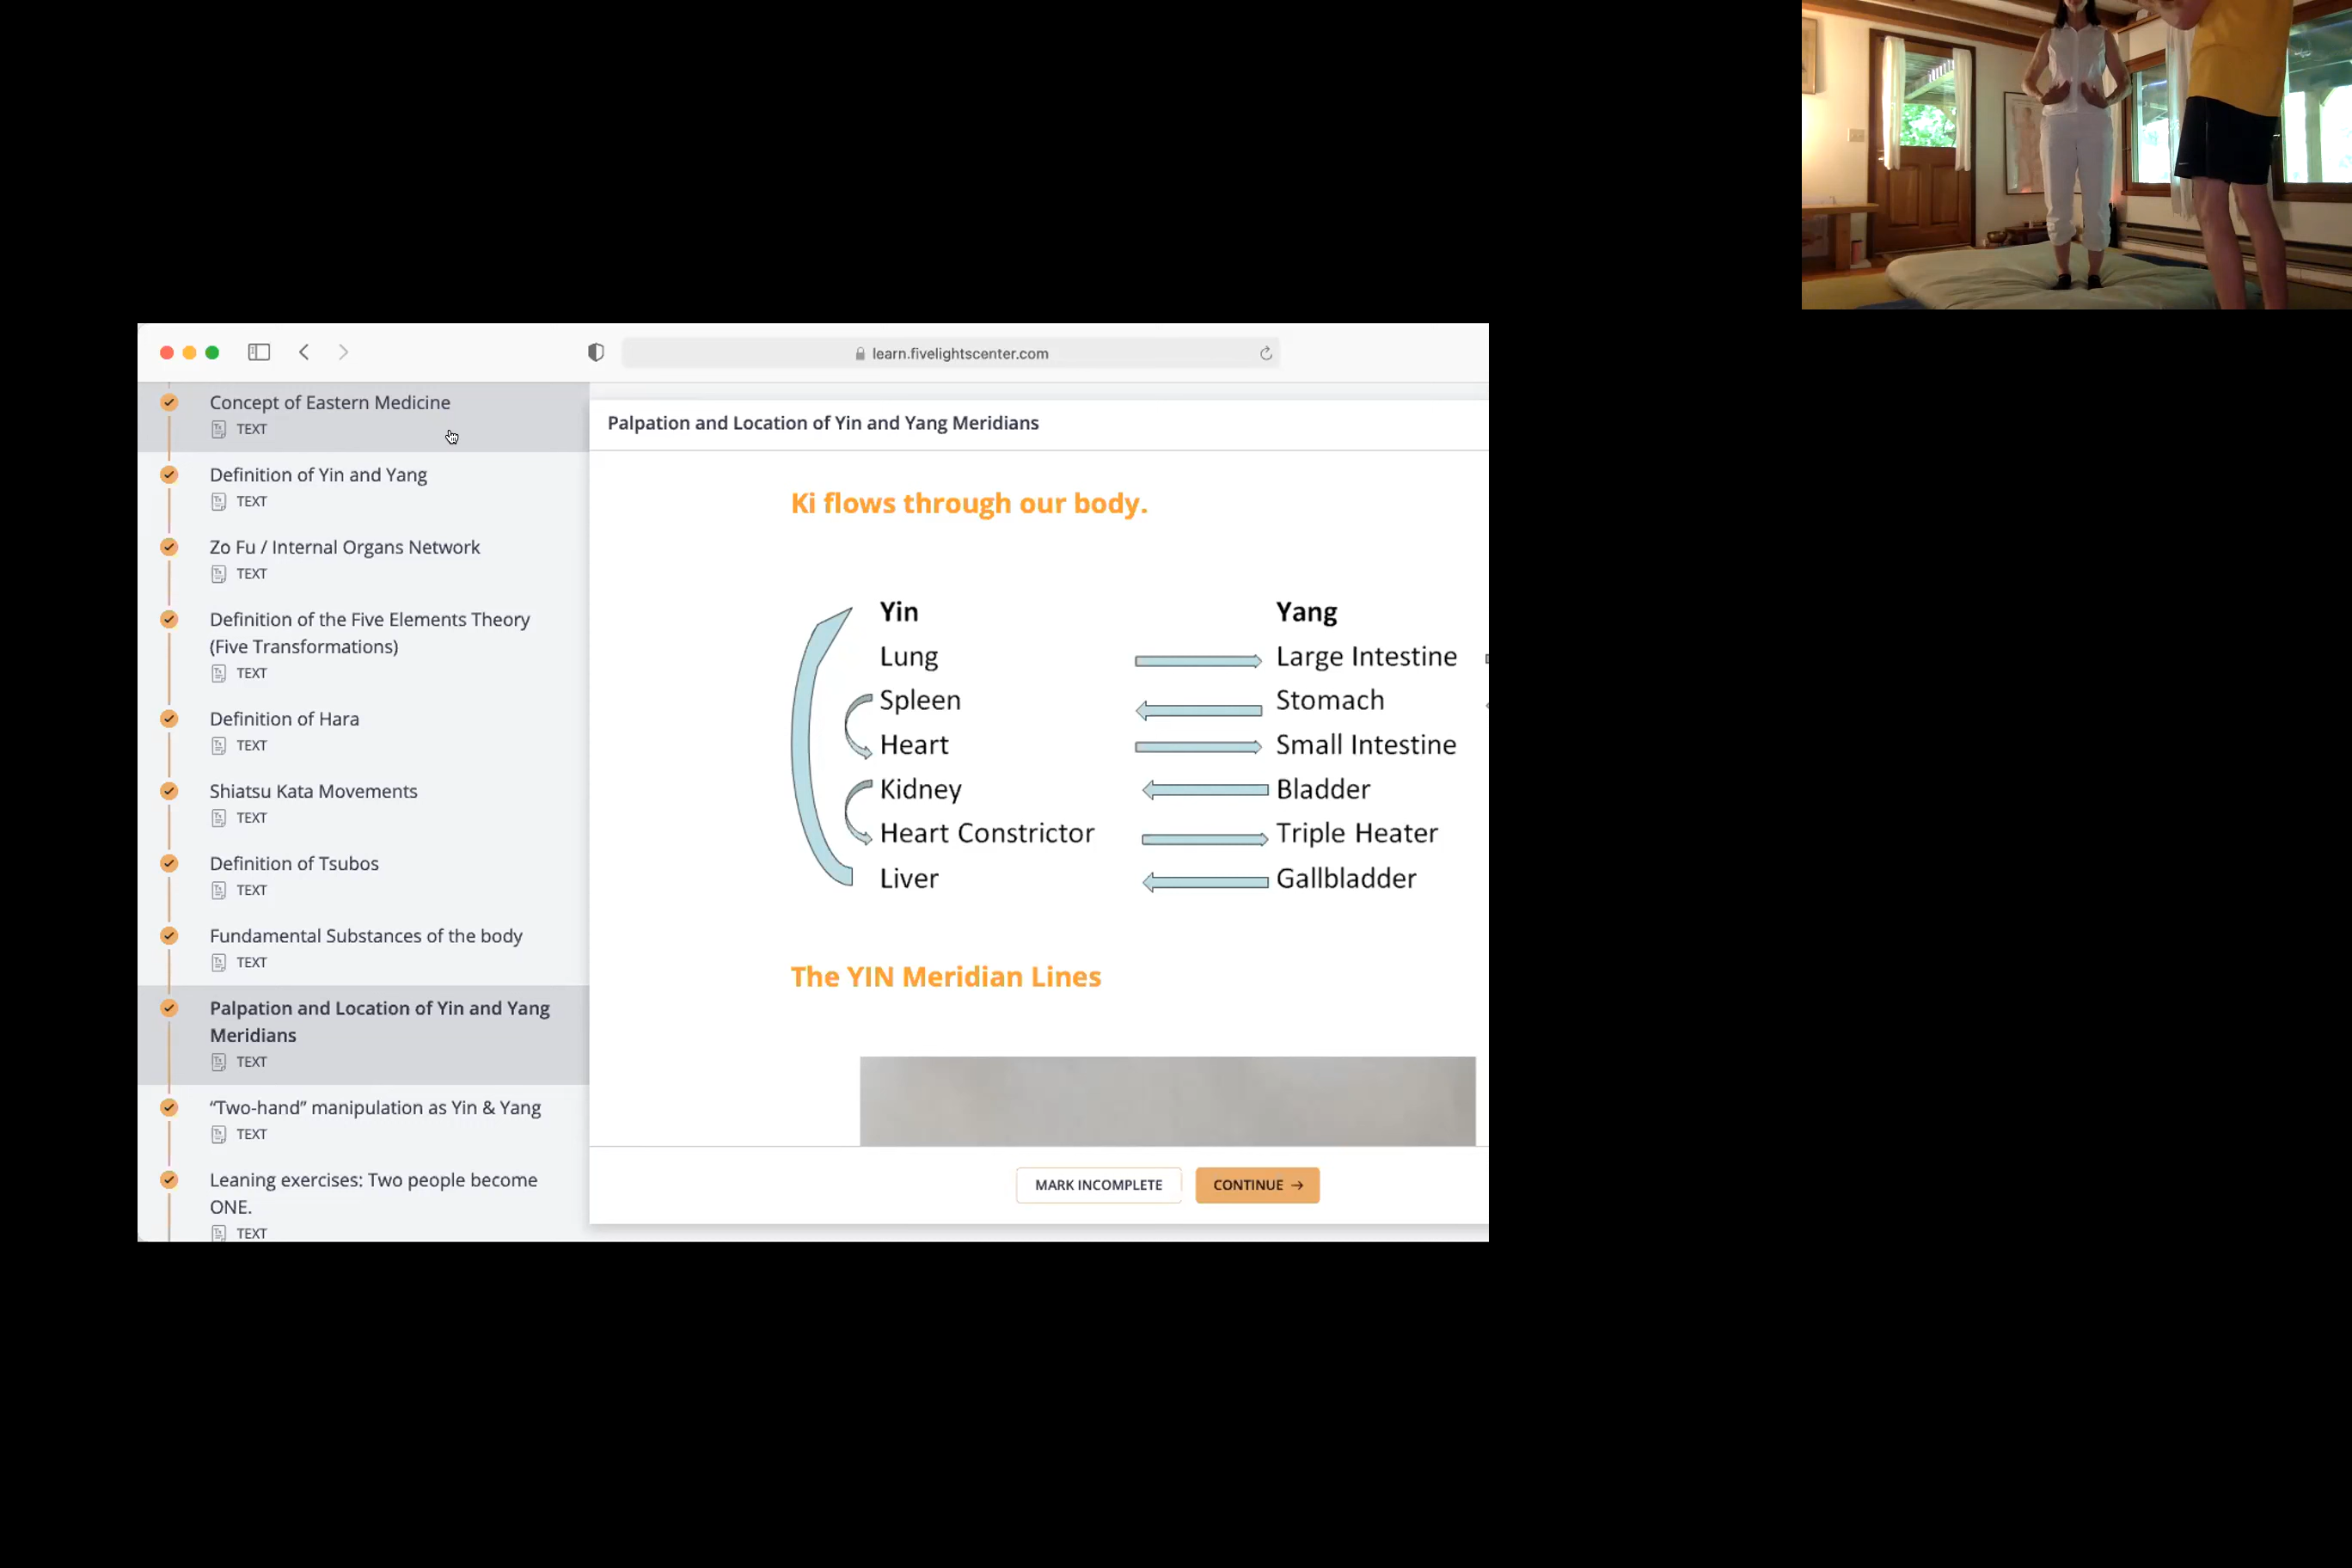 learn.fivelightscenter.com
Concept of Eastern Medicine
TEXT
Definition of Yin and Yang
TEXT
Zo Fu / Internal Organs Network
TEXT
Definition of the Five Elements Theory
(Five Transformations)
TEXT
Definition of Hara
TEXT
Shiatsu Kata Movements
TEXT
Definition of Tsubos
TEXT
Fundamental Substances of the body
TEXT
Palpation and Location of Yin and Yang
Meridians
TEXT
“Two-hand” manipulation as Yin & Yang
TEXT
Leaning exercises: Two people become
ONE.
TEXT
Palpation and Location of Yin and Yang Meridians
Ki flows through our body.
Yin Yang
Lung Large Intestine
Spleen Stomach
Heart Small Intestine
Kidney Bladder
Heart Constrictor Triple Heater
Liver Gallbladder
The YIN Meridian Lines
MARK INCOMPLETE CONTINUE →